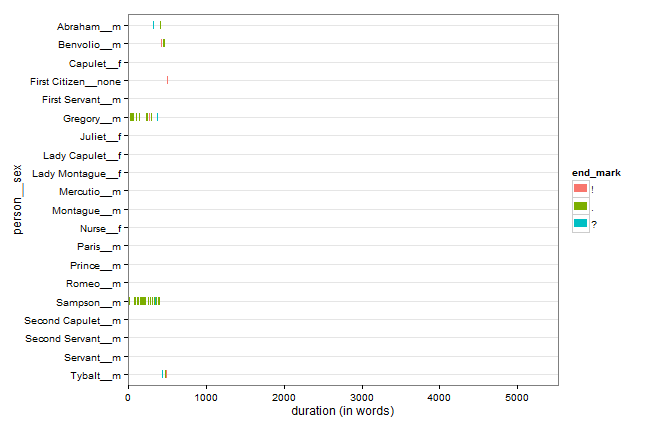 Abraham__m
Benvolio__m
Capulet__f
First Citizen__none
First Servant__m
Gregory__m
Juliet__f
Lady Capulet__f
Lady Montague__f
Mercutio__m
Montague__m
Nurse__f
Paris__m
Prince__m
Romeo__m
Sampson__m
Second Capulet__m
Second Servant__m
Servant__m
Tybalt__m
person__sex
0 1000 2000 3000 4000 5000
duration (in words)
end_mark
!
.
?